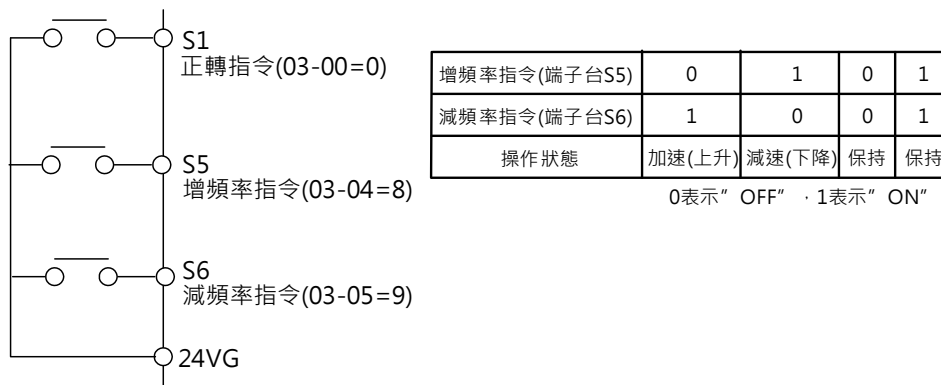 S1
正轉指令(03-00=0)
S5
增頻率指令(03-04=8)
S6
減頻率指令(03-05=9)
24VG
增頻率指令(端子台S5) 0 1 0 1
減頻率指令(端子台S6) 1 0 0 1
操作狀態 加速(上升) 減速(下降) 保持 保持
0表示" OFF" ，1表示" ON"